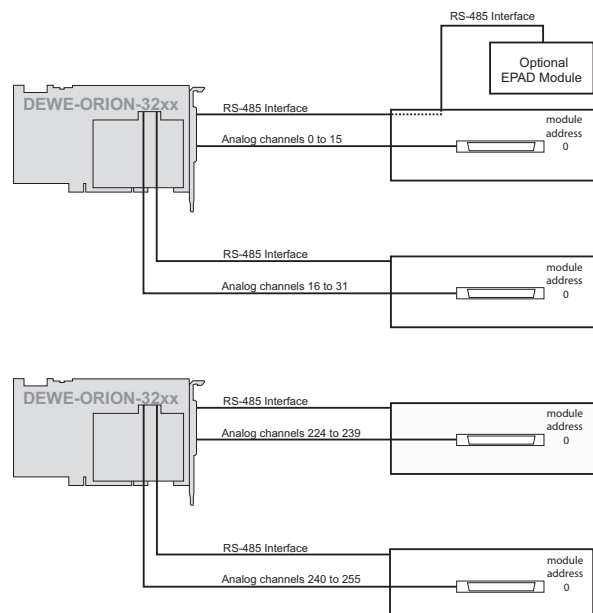 RS-485 Interface
Optional
EPAD Module
DEWE-ORION-32xx
RS-485 Interface
Analog channels 0 to 15
module
address
0
RS-485 Interface
Analog channels 16 to 31
module
address
0
DEWE-ORION-32xx
RS-485 Interface
Analog channels 224 to 239
module
address
0
RS-485 Interface
Analog channels 240 to 255
module
address
0